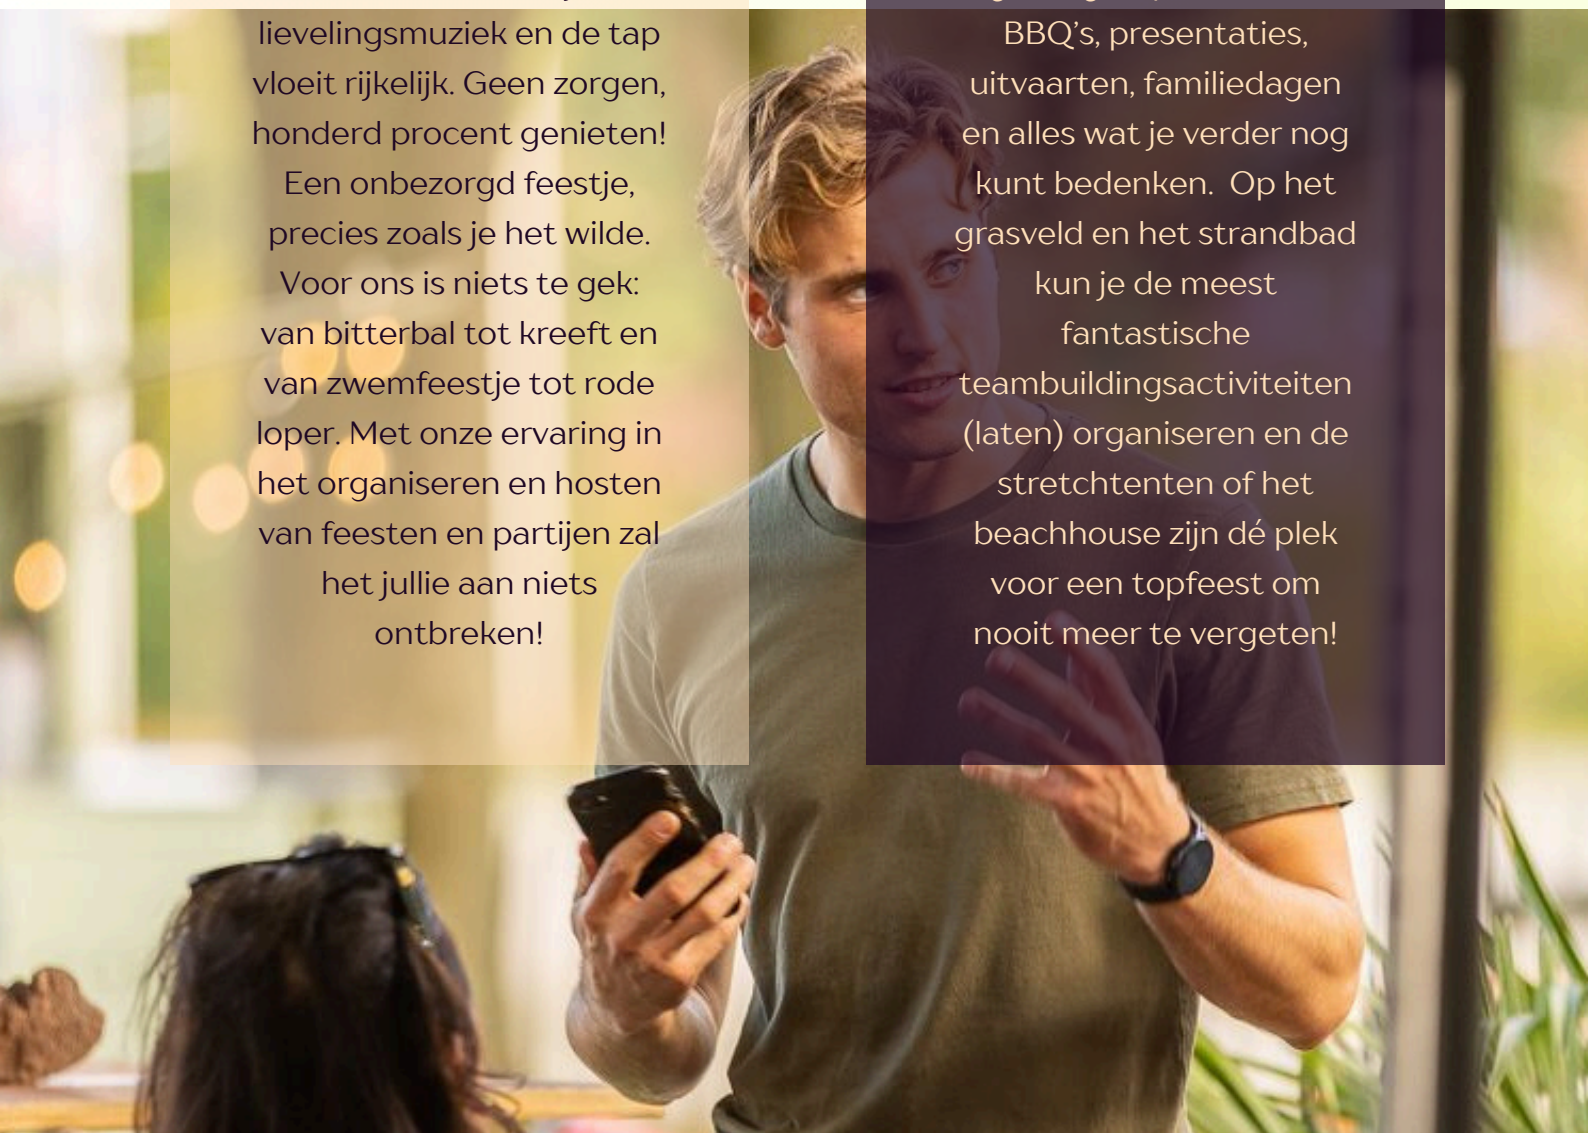 lievelingsmuziek en de tap
vloeit rijkelijk. Geen zorgen,
honderd procent genieten!
Een onbezorgd feestje,
precies zoals je het wilde.
Voor ons is niets te gek:
van bitterbal tot kreeft en
van zwemfeestje tot rode
loper. Met onze ervaring in
het organiseren en hosten
van feesten en partijen zal
het jullie aan niets
ontbreken!
BBQ’s, presentaties,
uitvaarten, familiedagen
en alles wat je verder nog
kunt bedenken.  Op het
grasveld en het strandbad
kun je de meest
fantastische
teambuildingsactiviteiten
(laten) organiseren en de
stretchtenten of het
beachhouse zijn dé plek
voor een topfeest om
nooit meer te vergeten!